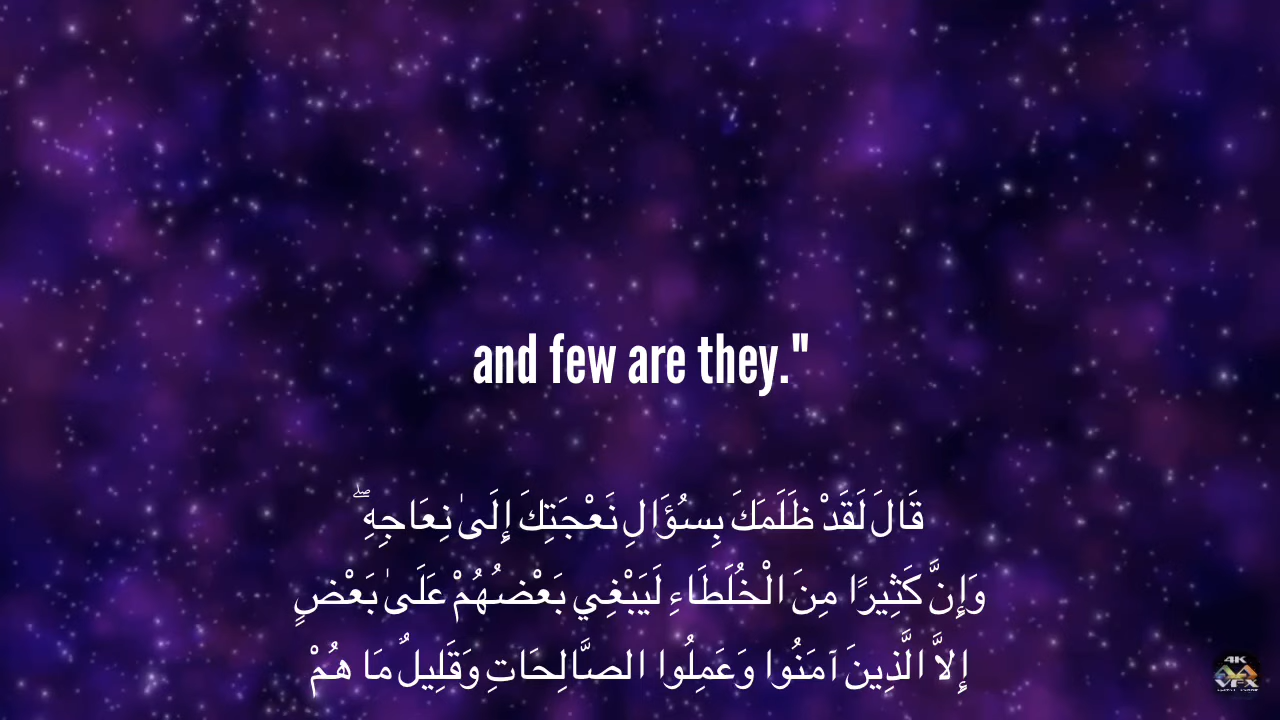 and few are they."
قَالَ لَقَدْ ظَلَمَكَ بِسُؤَالِ نَعْجَتِكَ إِلَىٰ نِعَاجِهِ ۖ
وَإِنَّ كَثِيرًا مِنَ الْخُلَطَاءِ لَيَبْغِي بَعْضُهُمْ عَلَىٰ بَعْضٍ
إِلاَّ الَّذِينَ آمَنُوا وَعَمِلُوا الصَّالِحَاتِ وَقَلِيلٌ مَا هُمْ
4K
VFX